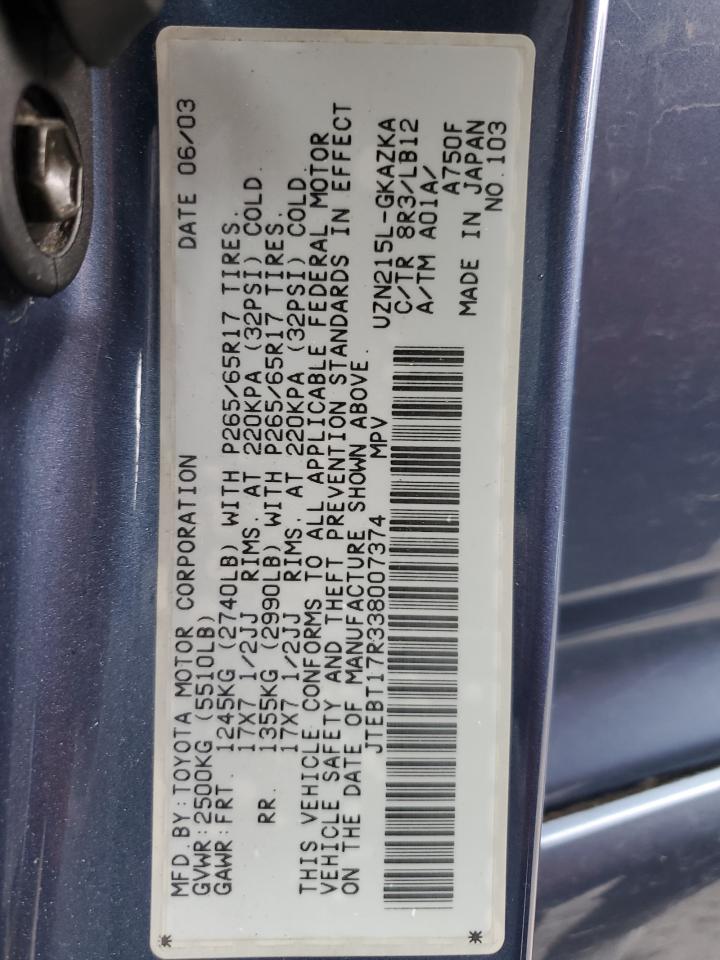 MFD.BY:TOYOTA MOTOR CORPORATION DATE 06/03
GVWR:2500KG (5510LB)
GAWR:FRT. 1245KG (2740LB) WITH P265/65R17 TIRES.
17X7 1/2JJ RIMS. AT 220KPA (32PSI) COLD.
RR. 1355KG (2990LB) WITH P265/65R17 TIRES.
17X7 1/2JJ RIMS. AT 220KPA (32PSI) COLD.
THIS VEHICLE CONFORMS TO ALL APPLICABLE FEDERAL MOTOR
VEHICLE SAFETY AND THEFT PREVENTION STANDARDS IN EFFECT
ON THE DATE OF MANUFACTURE SHOWN ABOVE.
JTEBT17R338007374 MPV UZN215L-GKAZKA
C/TR 8R3/LB12
A/TM A01A/
A750F
MADE IN JAPAN
NO.103